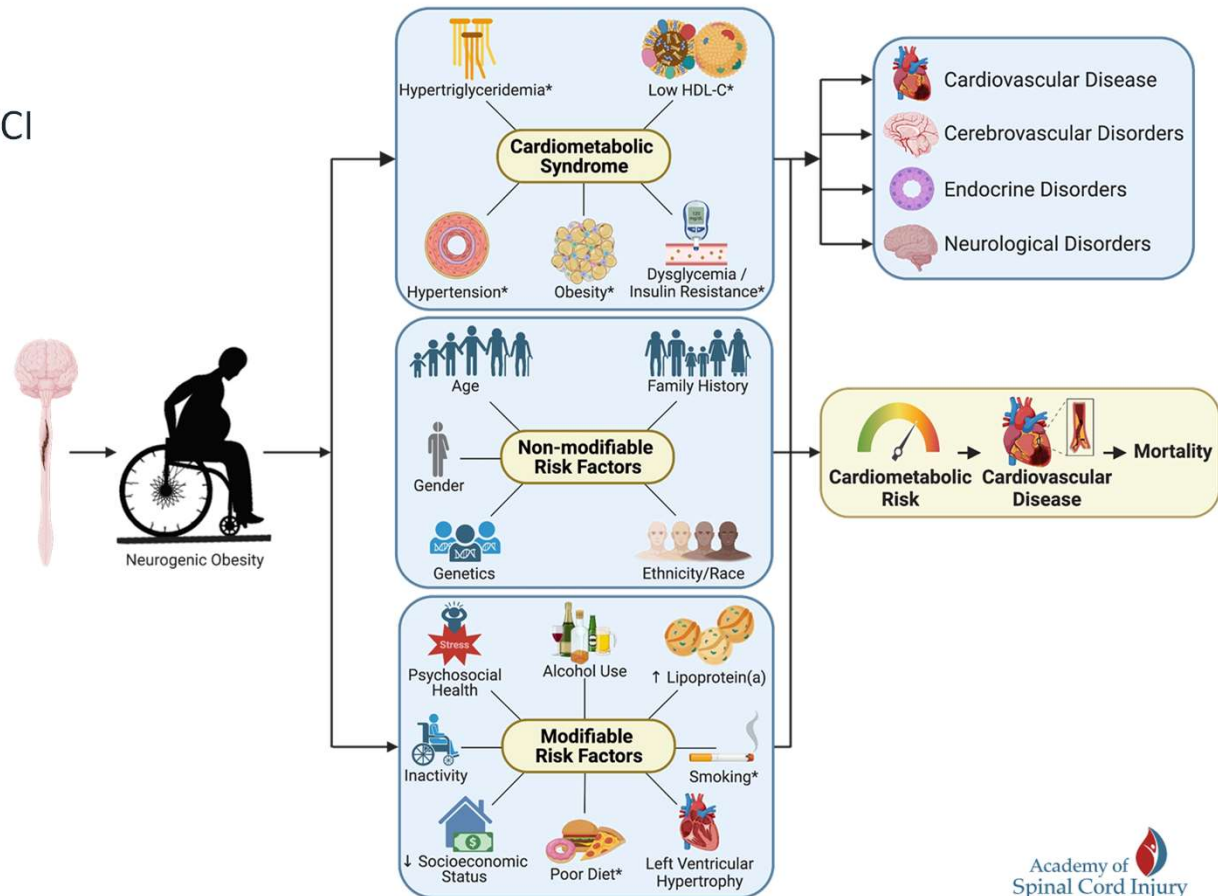 CI
Hypertriglyceridemia*
Low HDL-C*
Cardiometabolic
Syndrome
Hypertension*
Obesity*
Dysglycemia /
Insulin Resistance*
Cardiovascular Disease
Cerebrovascular Disorders
Endocrine Disorders
Neurological Disorders
Neurogenic Obesity
Age
Family History
Non-modifiable
Risk Factors
Gender
Genetics
Ethnicity/Race
Cardiometabolic
Risk
Cardiovascular
Disease
Mortality
Stress
Psychosocial
Health
Alcohol Use
↑ Lipoprotein(a)
Modifiable
Risk Factors
Inactivity
Smoking*
↓ Socioeconomic
Status
Poor Diet*
Left Ventricular
Hypertrophy
Academy of
Spinal Cord Injury